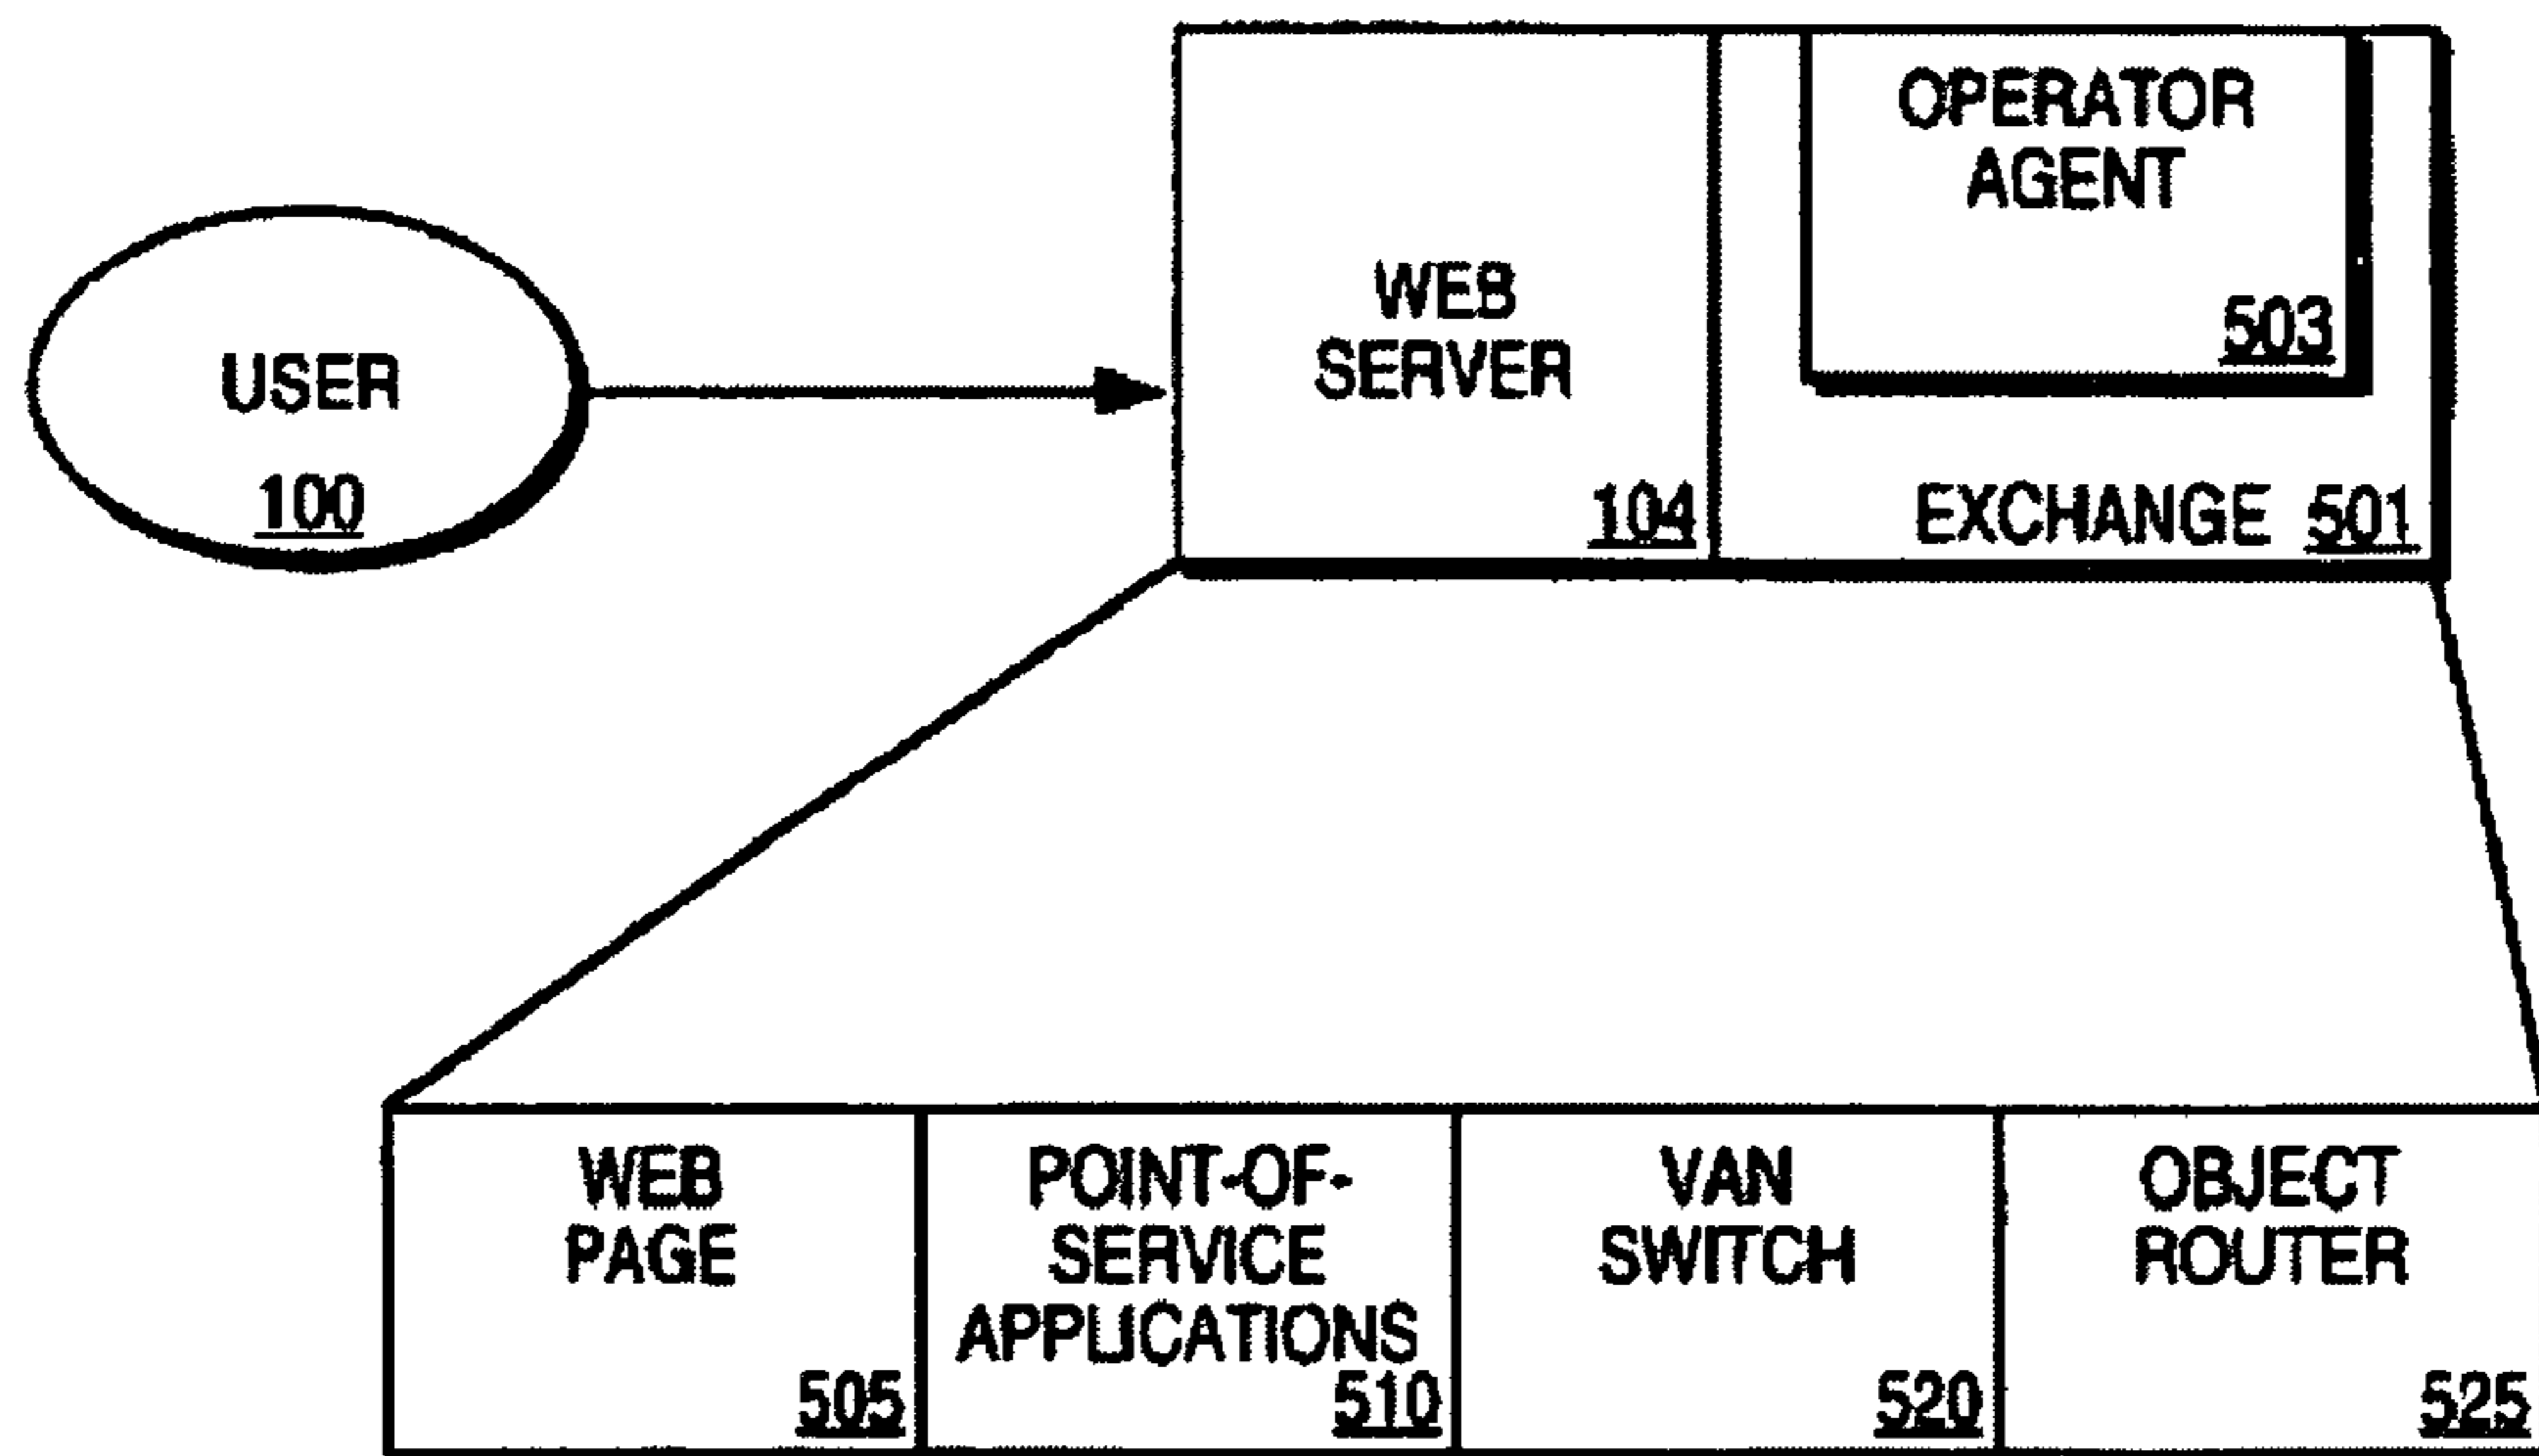 USER
100
WEB
SERVER
104
OPERATOR
AGENT
503
EXCHANGE 501
WEB
PAGE
505
POINT-OF-
SERVICE
APPLICATIONS
510
VAN
SWITCH
520
OBJECT
ROUTER
525